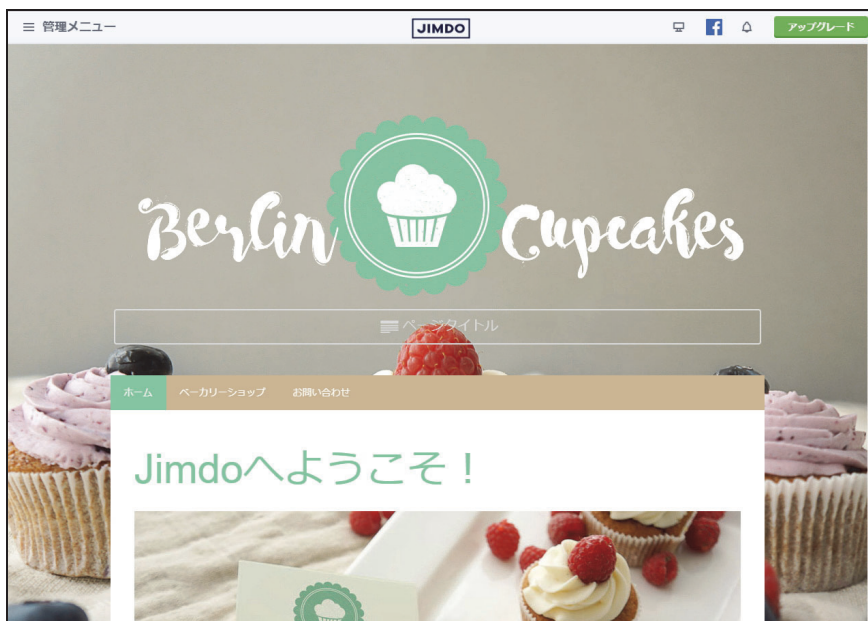 管理メニュー
JIMDO
アップグレード
Berlin Cupcakes
ページタイトル
ホーム ベーカリーショップ お問い合わせ
Jimdoへようこそ！